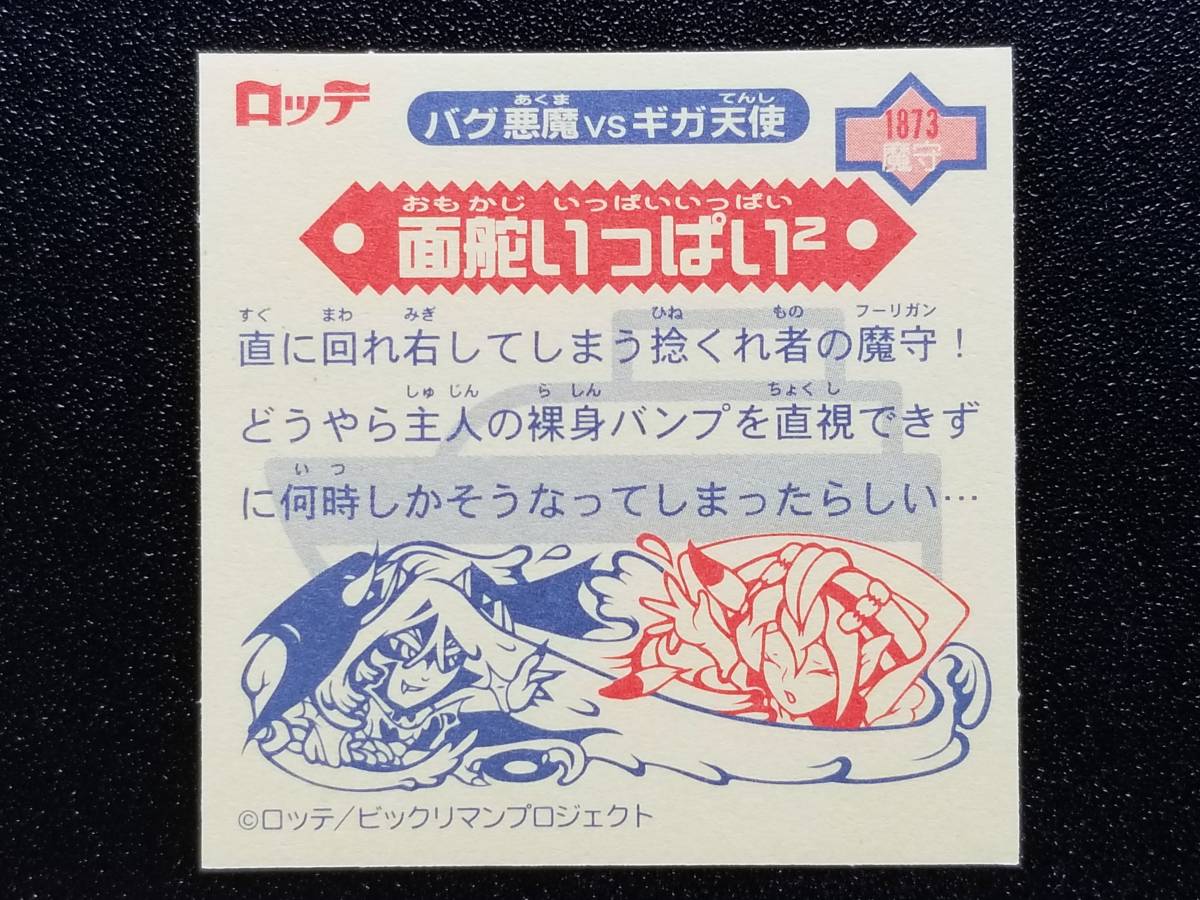 ロッテ
バグ悪魔vsギガ天使
あくま てんし
1873
魔守
おもかじ いっぱいいっぱい
面舵いっぱい²
すぐ まわ みぎ ひね もの フーリガン
直に回れ右してしまう捻くれ者の魔守！
しゅじん らしん ちょくし
どうやら主人の裸身バンプを直視できず
いつ
に何時しかそうなってしまったらしい…
©ロッテ/ビックリマンプロジェクト